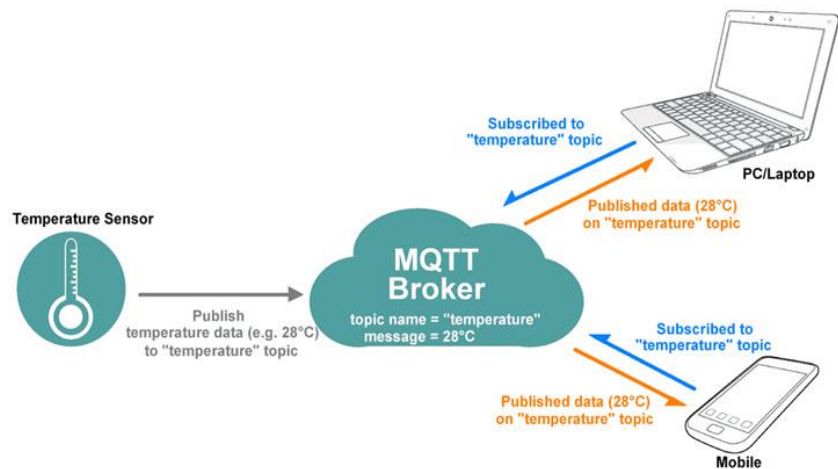 Temperature Sensor
Publish
temperature data (e.g. 28°C)
to "temperature" topic
MQTT
Broker
topic name = "temperature"
message = 28°C
Subscribed to
"temperature" topic
PC/Laptop
Published data (28°C)
on "temperature" topic
Subscribed to
"temperature" topic
Published data (28°C)
on "temperature" topic
Mobile